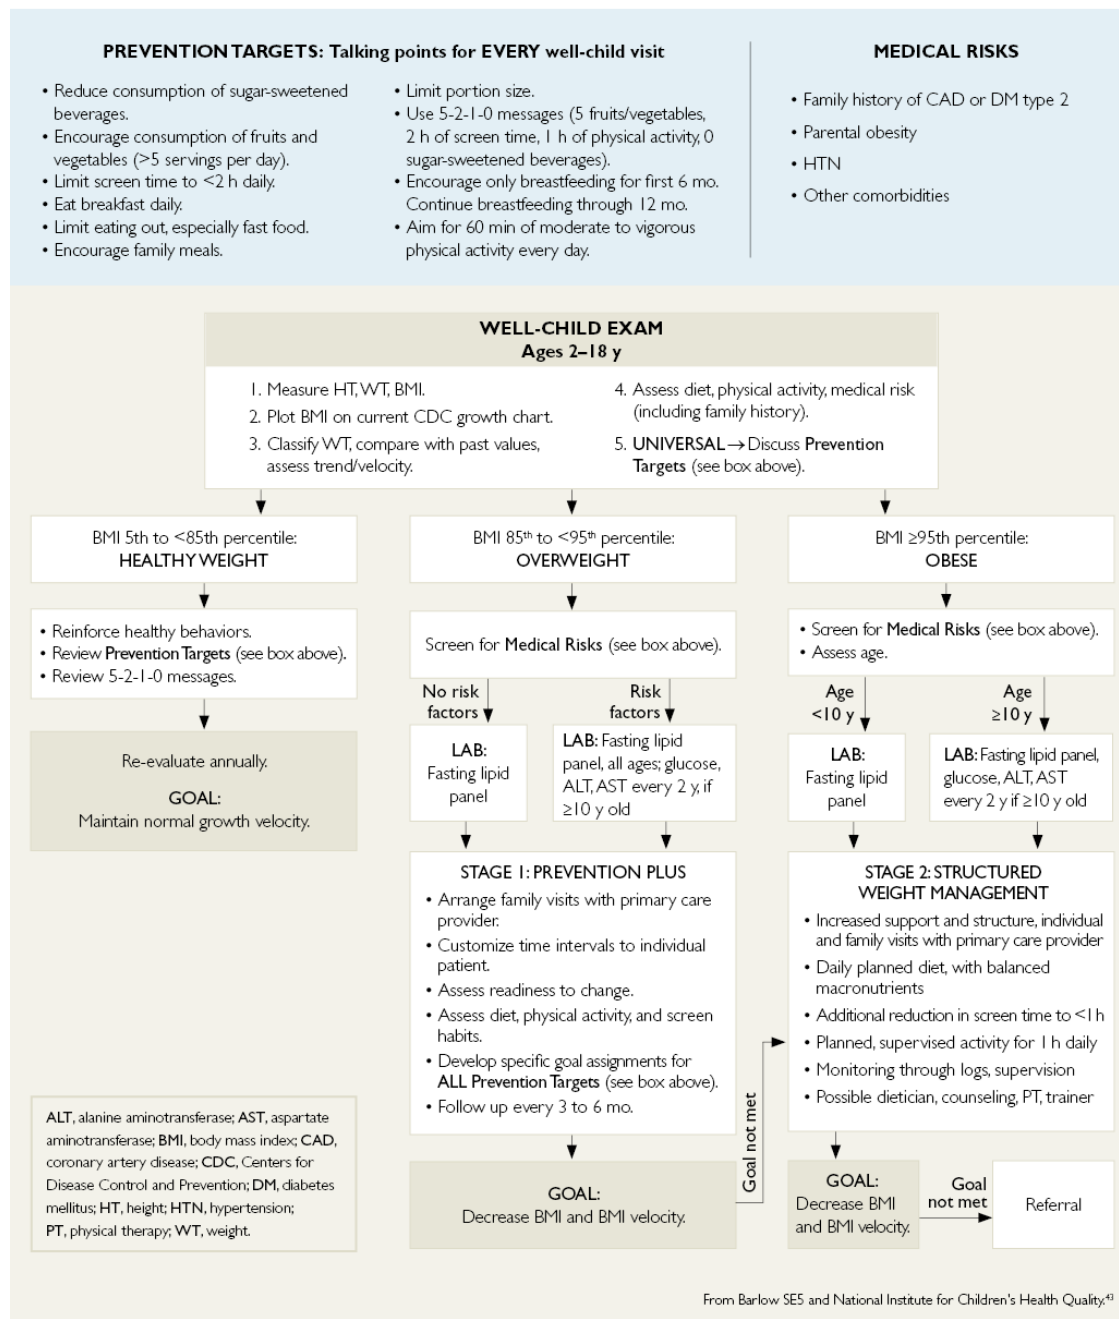 PREVENTION TARGETS: Talking points for EVERY well-child visit
• Reduce consumption of sugar-sweetened
beverages.
• Encourage consumption of fruits and
vegetables (>5 servings per day).
• Limit screen time to <2 h daily.
• Eat breakfast daily.
• Limit eating out, especially fast food.
• Encourage family meals.
• Limit portion size.
• Use 5-2-1-0 messages (5 fruits/vegetables,
2 h of screen time, 1 h of physical activity, 0
sugar-sweetened beverages).
• Encourage only breastfeeding for first 6 mo.
Continue breastfeeding through 12 mo.
• Aim for 60 min of moderate to vigorous
physical activity every day.
MEDICAL RISKS
• Family history of CAD or DM type 2
• Parental obesity
• HTN
• Other comorbidities
WELL-CHILD EXAM
Ages 2–18 y
1. Measure HT, WT, BMI.
2. Plot BMI on current CDC growth chart.
3. Classify WT, compare with past values,
assess trend/velocity.
4. Assess diet, physical activity, medical risk
(including family history).
5. UNIVERSAL → Discuss Prevention
Targets (see box above).
BMI 5th to <85th percentile:
HEALTHY WEIGHT
• Reinforce healthy behaviors.
• Review Prevention Targets (see box above).
• Review 5-2-1-0 messages.
Re-evaluate annually.
GOAL:
Maintain normal growth velocity.
BMI 85th to <95th percentile:
OVERWEIGHT
Screen for Medical Risks (see box above).
No risk
factors
Risk
factors
LAB:
Fasting lipid
panel
LAB: Fasting lipid
panel, all ages; glucose,
ALT, AST every 2 y, if
≥10 y old
STAGE 1: PREVENTION PLUS
• Arrange family visits with primary care
provider.
• Customize time intervals to individual
patient.
• Assess readiness to change.
• Assess diet, physical activity, and screen
habits.
• Develop specific goal assignments for
ALL Prevention Targets (see box above).
• Follow up every 3 to 6 mo.
GOAL:
Decrease BMI and BMI velocity.
Goal not met
BMI ≥95th percentile:
OBESE
• Screen for Medical Risks (see box above).
• Assess age.
Age
<10 y
Age
≥10 y
LAB:
Fasting lipid
panel
LAB: Fasting lipid panel,
glucose, ALT, AST
every 2 y if ≥10 y old
STAGE 2: STRUCTURED
WEIGHT MANAGEMENT
• Increased support and structure, individual
and family visits with primary care provider
• Daily planned diet, with balanced
macronutrients
• Additional reduction in screen time to <1 h
• Planned, supervised activity for 1 h daily
• Monitoring through logs, supervision
• Possible dietician, counseling, PT, trainer
GOAL:
Decrease BMI
and BMI velocity.
Goal
not met
Referral
ALT, alanine aminotransferase; AST, aspartate
aminotransferase; BMI, body mass index; CAD,
coronary artery disease; CDC, Centers for
Disease Control and Prevention; DM, diabetes
mellitus; HT, height; HTN, hypertension;
PT, physical therapy; WT, weight.
From Barlow SE5 and National Institute for Children's Health Quality.43